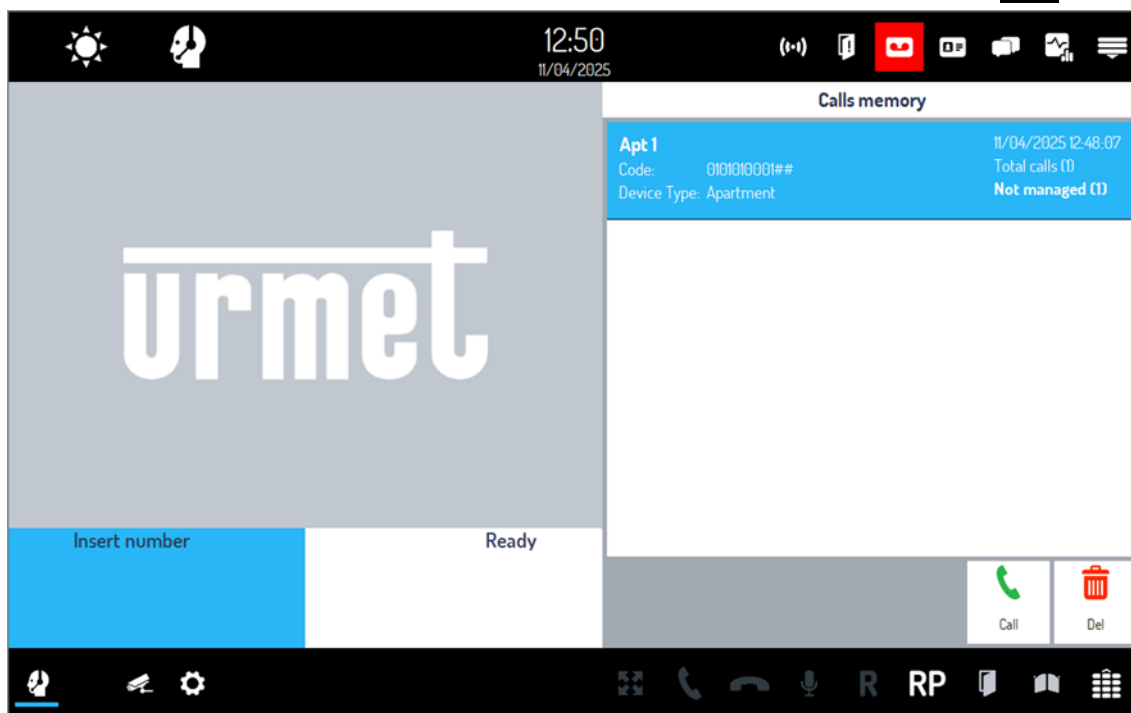 12:50
11/04/2025
Calls memory
Apt 1
11/04/2025 12:48:07
Code: 0101010001##
Total calls (1)
Device Type: Apartment
Not managed (1)
urmet
Insert number
Ready
Call
Del
R
RP